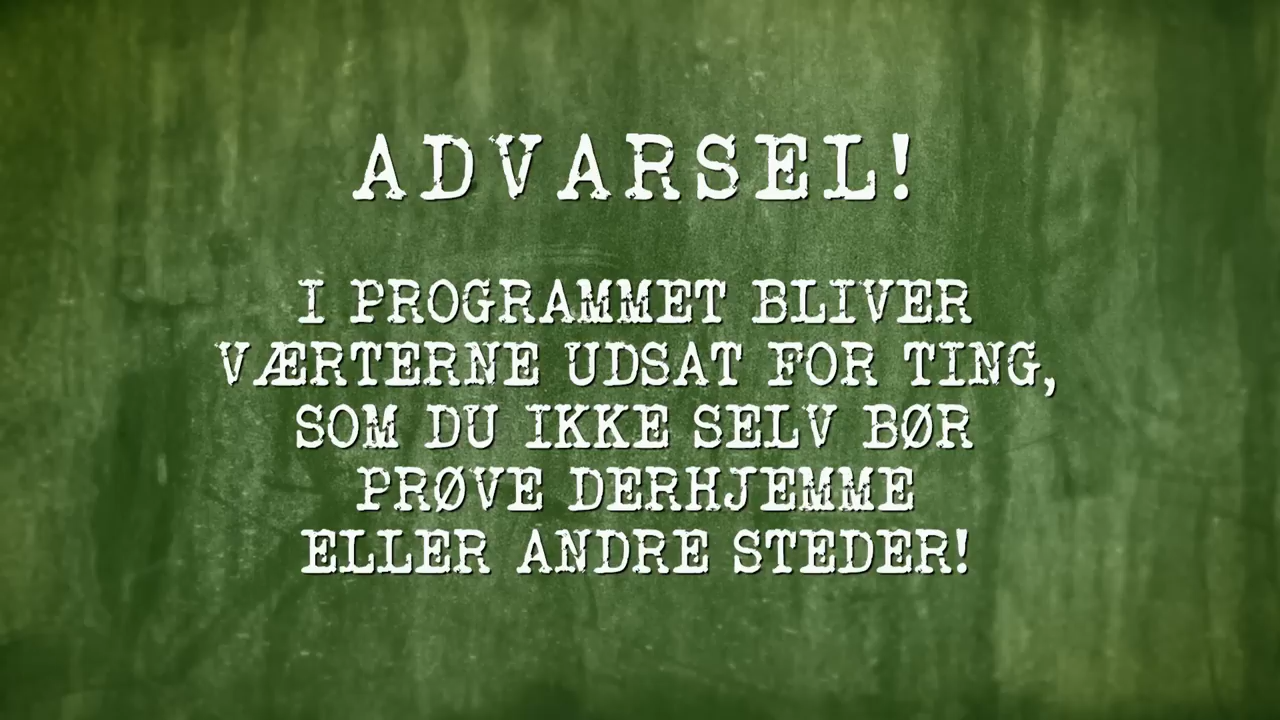 ADVARSEL!
I PROGRAMMET BLIVER
VÆRTERNE UDSAT FOR TING,
SOM DU IKKE SELV BØR
PRØVE DERHJEMME
ELLER ANDRE STEDER!